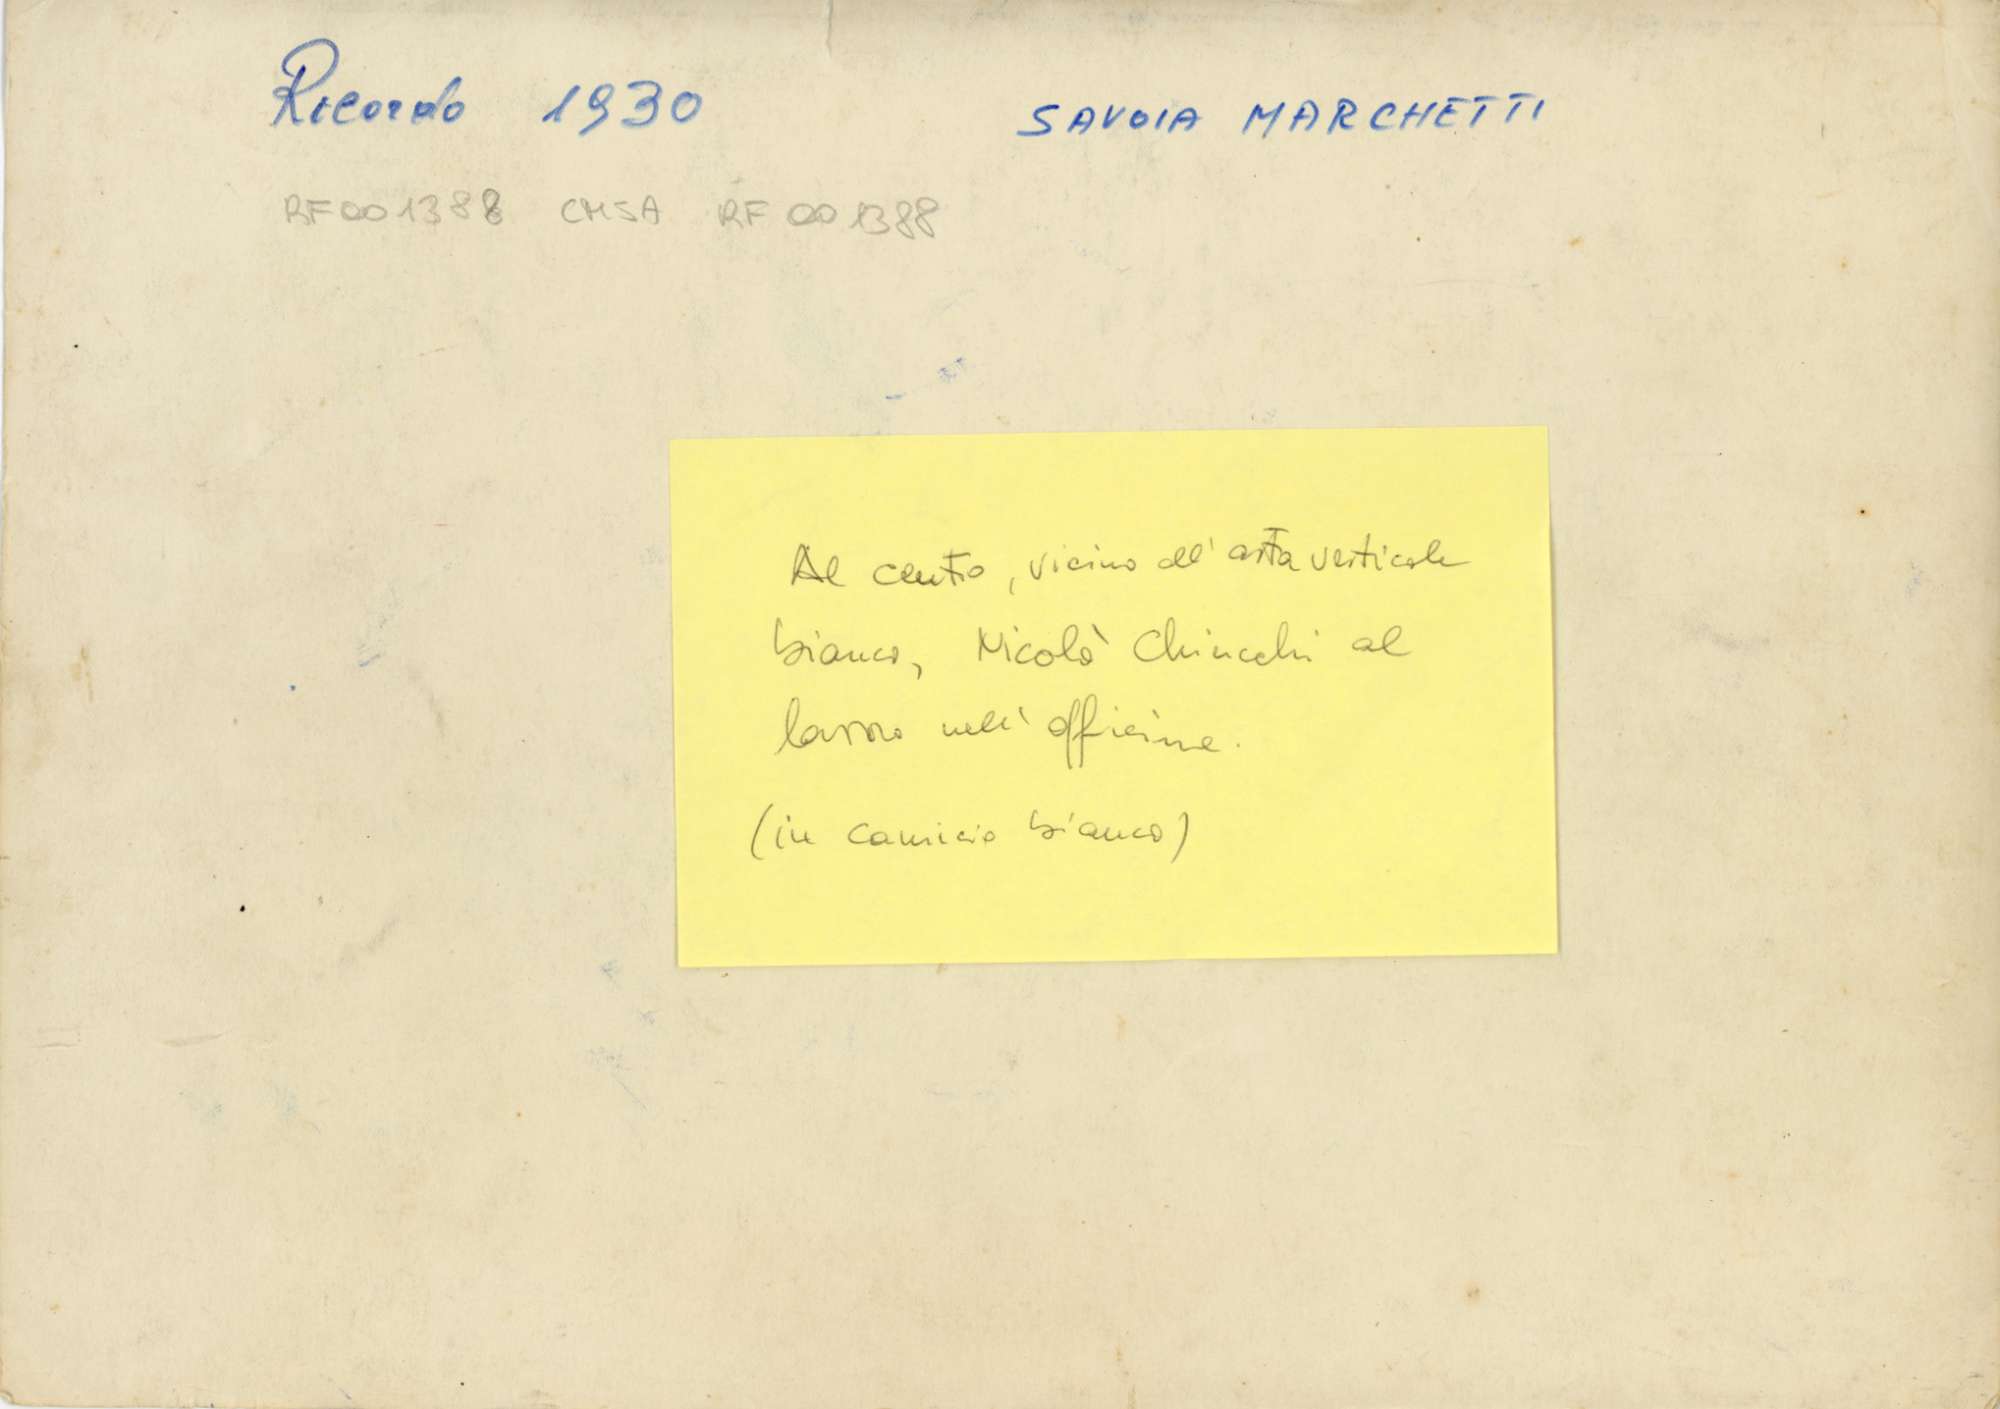 Ricordo 1930 SAVOIA MARCHETTI
RF001388 CMSA RF001388
Al centro, vicino all'asta verticale
bianca, Nicolò Chiucchi al
lavoro nell'officina.
(in camicia bianca)